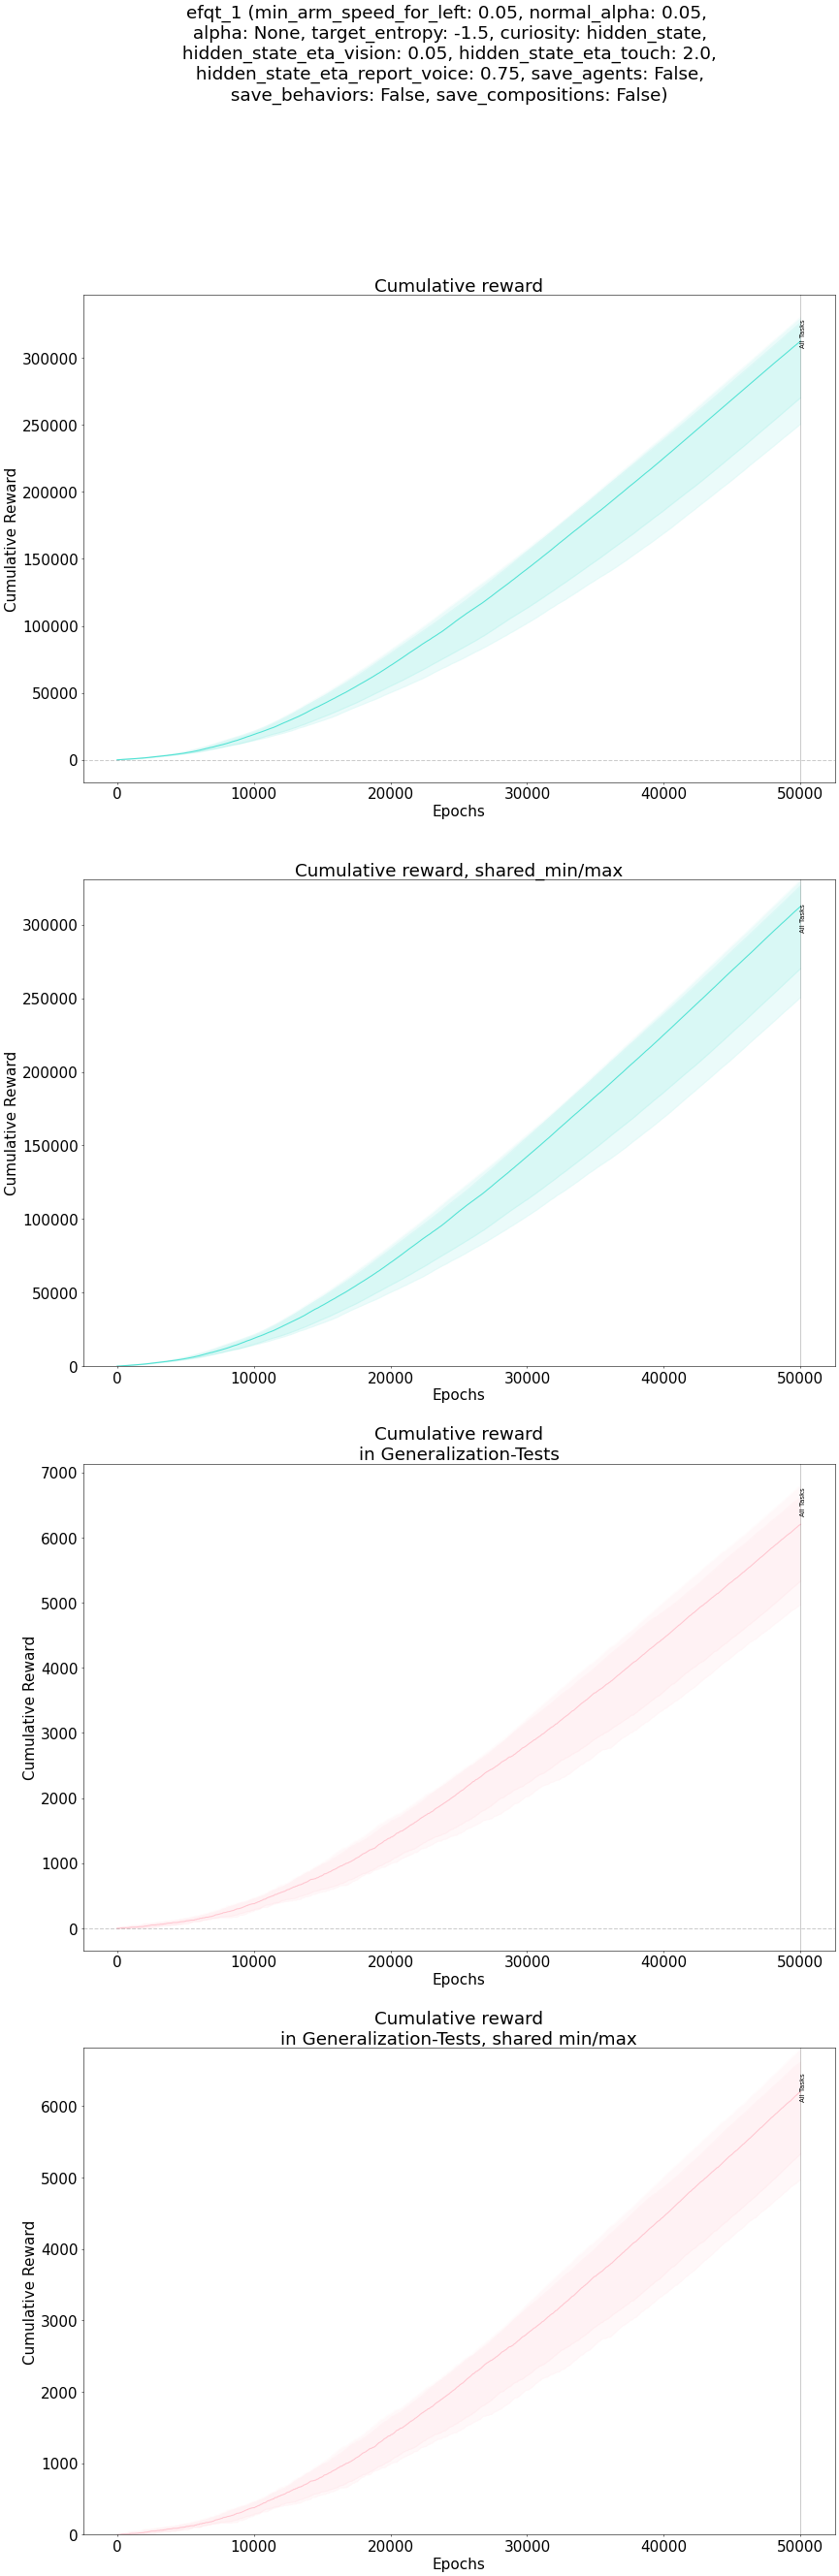 efqt_1 (min_arm_speed_for_left: 0.05, normal_alpha: 0.05,
alpha: None, target_entropy: -1.5, curiosity: hidden_state,
hidden_state_eta_vision: 0.05, hidden_state_eta_touch: 2.0,
hidden_state_eta_report_voice: 0.75, save_agents: False,
save_behaviors: False, save_compositions: False)
Cumulative reward
All Tasks
300000
250000
200000
150000
100000
50000
0
Cumulative Reward
0 10000 20000 30000 40000 50000
Epochs
Cumulative reward, shared_min/max
All Tasks
300000
250000
200000
150000
100000
50000
0
Cumulative Reward
0 10000 20000 30000 40000 50000
Epochs
Cumulative reward
in Generalization-Tests
All Tasks
7000
6000
5000
4000
3000
2000
1000
0
Cumulative Reward
0 10000 20000 30000 40000 50000
Epochs
Cumulative reward
in Generalization-Tests, shared min/max
All Tasks
6000
5000
4000
3000
2000
1000
0
Cumulative Reward
0 10000 20000 30000 40000 50000
Epochs